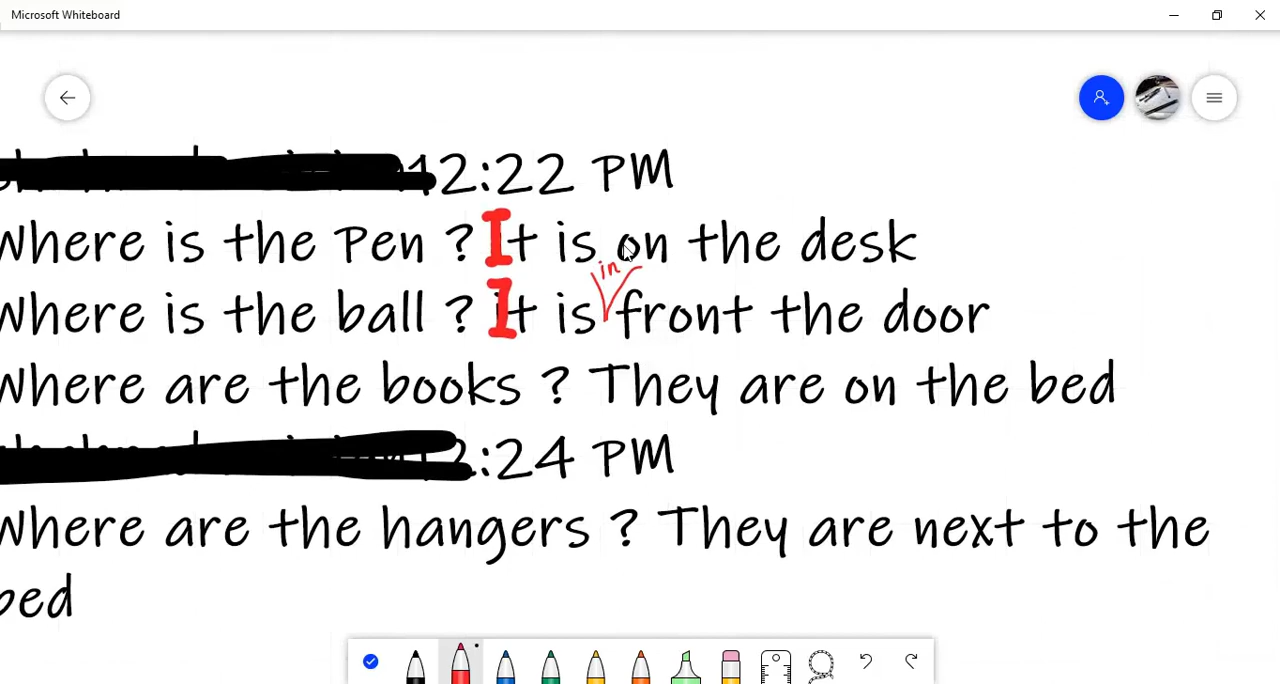 Microsoft Whiteboard
12:22 PM
Where is the Pen ? It is on the desk
in
Where is the ball ? It is front the door
Where are the books ? They are on the bed
2:24 PM
Where are the hangers ? They are next to the
bed